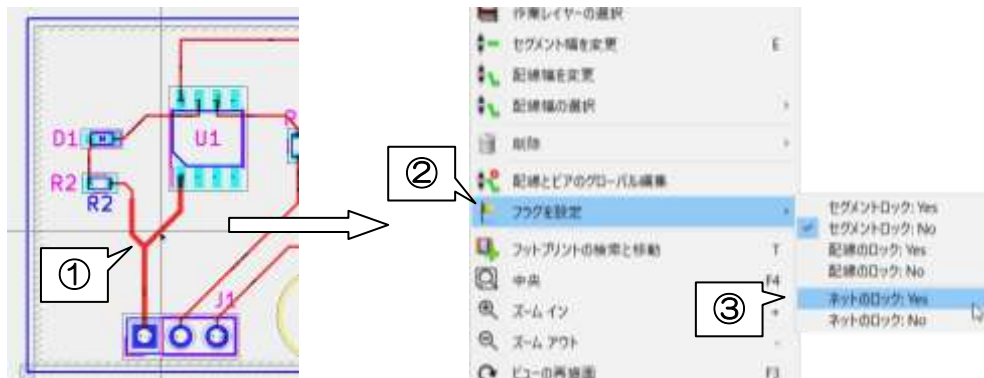 D1
R2
R2
U1
R
J1
①
②
③
作業レイヤーの選択
セグメント幅を変更 E
配線幅を変更
配線幅の選択
削除
配線とビアのグローバル編集
フラグを設定
フットプリントの検索と移動 T
中央 F4
ズーム イン +
ズーム アウト -
ビューの再描画 F3
セグメントロック: Yes
セグメントロック: No
配線のロック: Yes
配線のロック: No
ネットのロック: Yes
ネットのロック: No